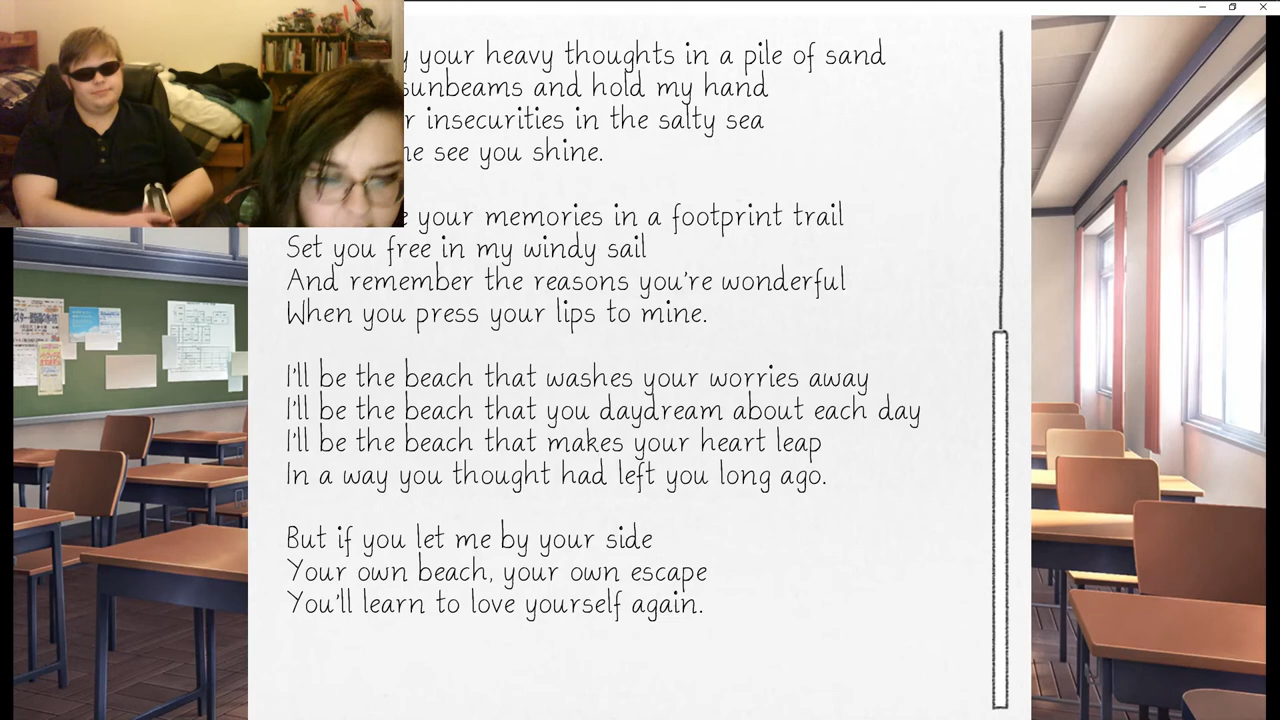 your heavy thoughts in a pile of sand
sunbeams and hold my hand
insecurities in the salty sea
see you shine.
your memories in a footprint trail
Set you free in my windy sail
And remember the reasons you're wonderful
When you press your lips to mine.
I'll be the beach that washes your worries away
I'll be the beach that you daydream about each day
I'll be the beach that makes your heart leap
In a way you thought had left you long ago.
But if you let me by your side
Your own beach, your own escape
You'll learn to love yourself again.